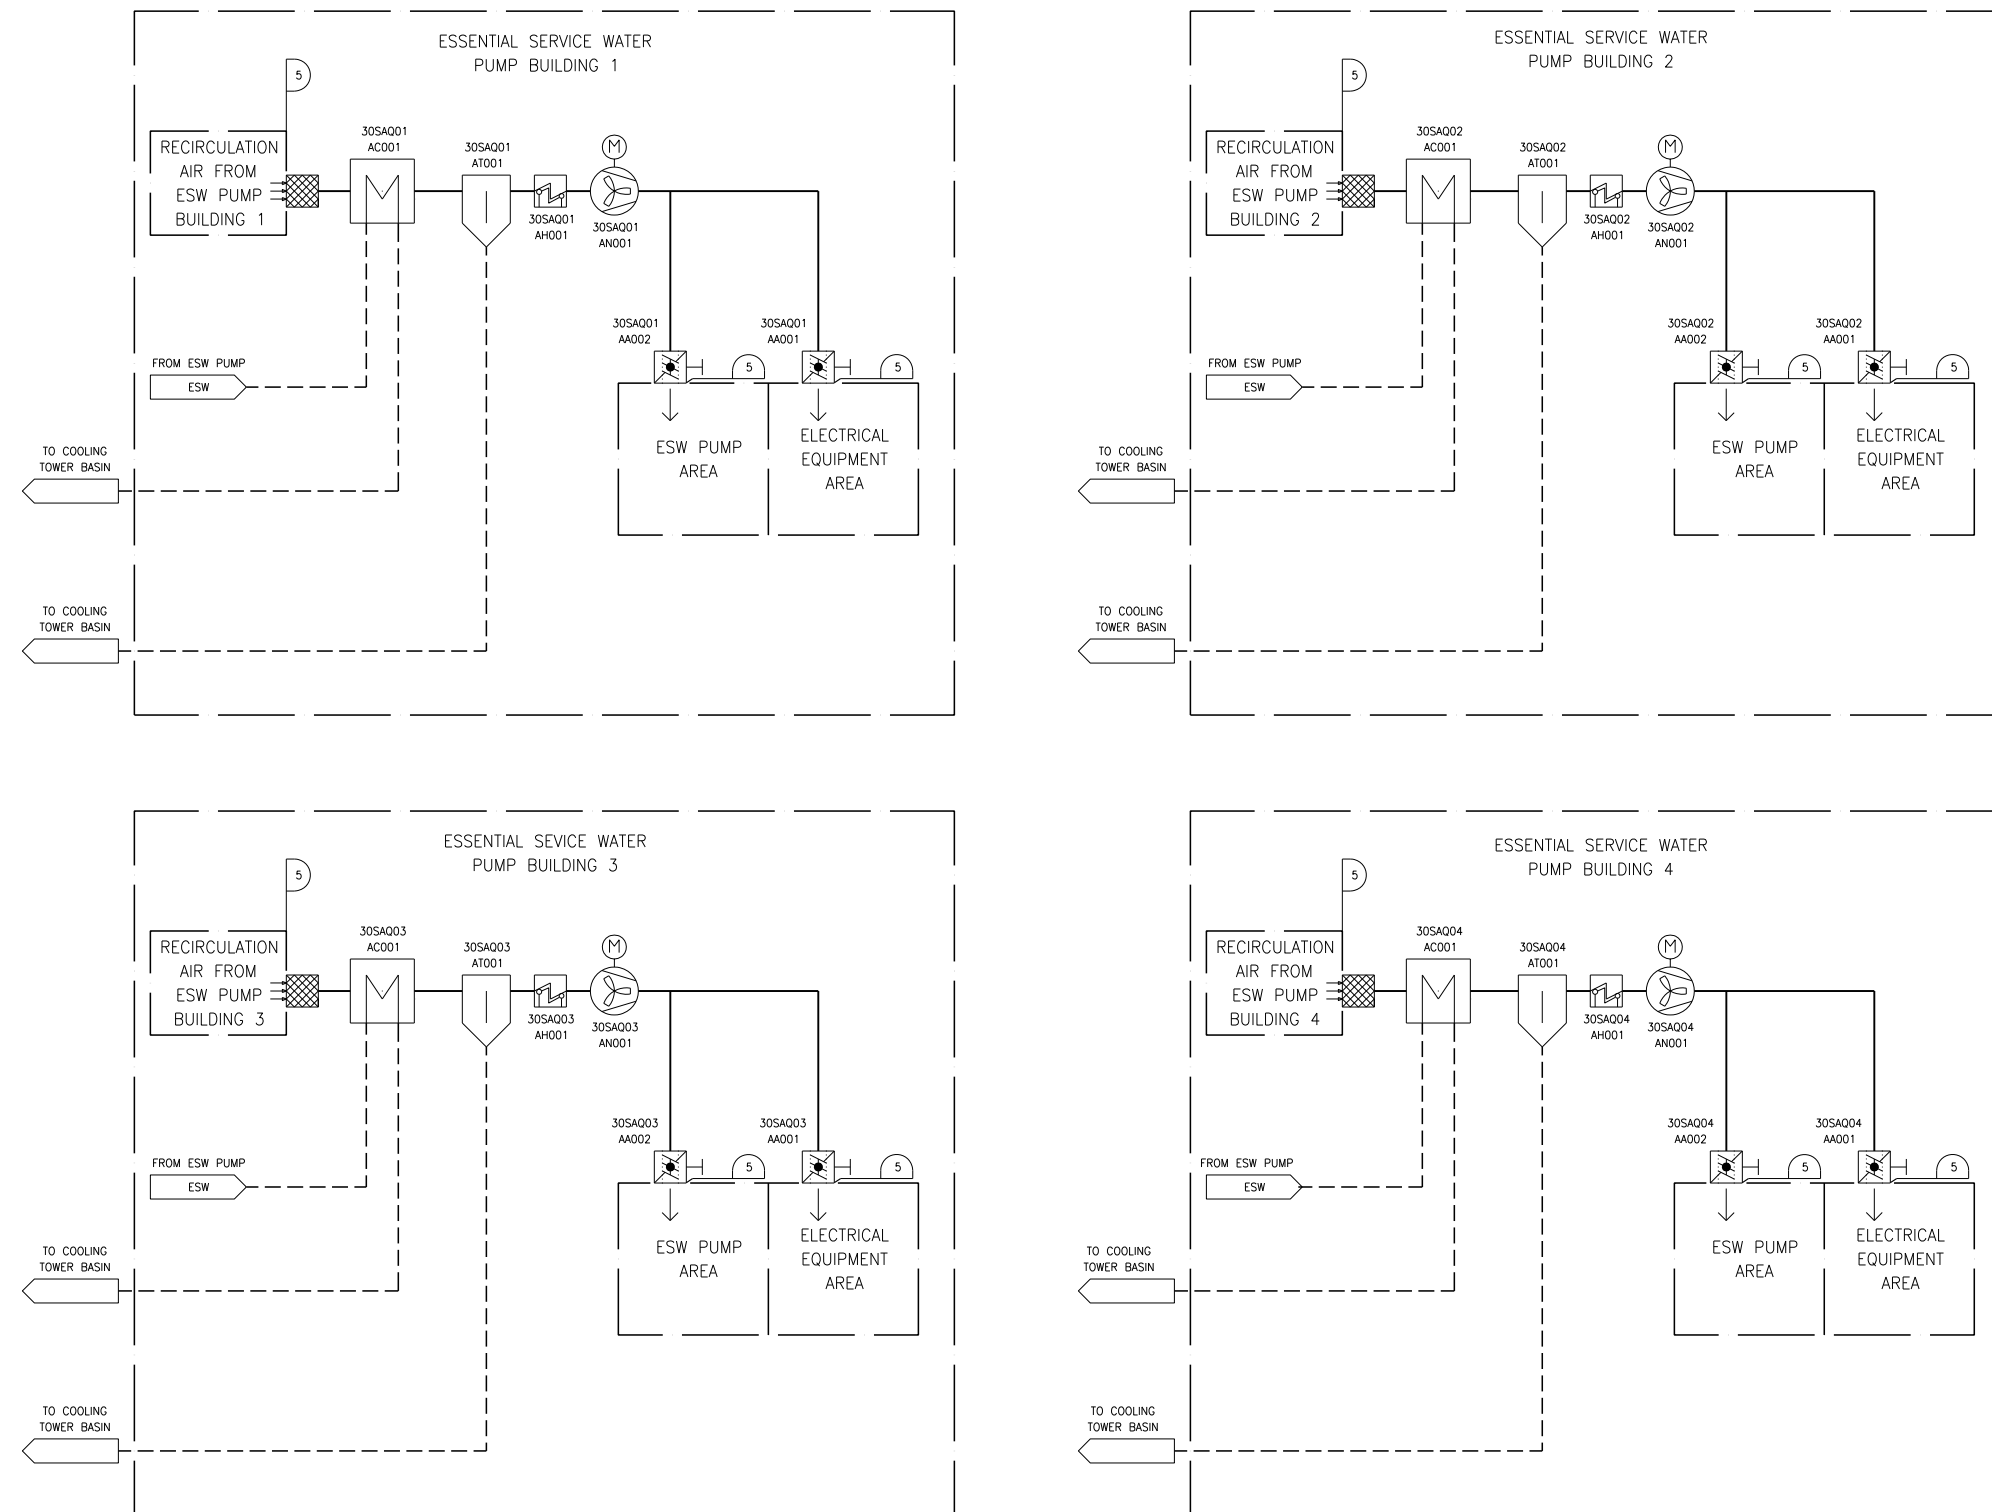 ESSENTIAL SERVICE WATER
PUMP BUILDING 1
5
RECIRCULATION
AIR FROM
ESW PUMP
BUILDING 1
30SAQ01
AC001
30SAQ01
AT001
M
30SAQ01
AH001
30SAQ01
AN001
30SAQ01
AA002
30SAQ01
AA001
5
5
FROM ESW PUMP
ESW
ESW PUMP
AREA
ELECTRICAL
EQUIPMENT
AREA
TO COOLING
TOWER BASIN
TO COOLING
TOWER BASIN
ESSENTIAL SERVICE WATER
PUMP BUILDING 2
5
RECIRCULATION
AIR FROM
ESW PUMP
BUILDING 2
30SAQ02
AC001
30SAQ02
AT001
M
30SAQ02
AH001
30SAQ02
AN001
30SAQ02
AA002
30SAQ02
AA001
5
5
FROM ESW PUMP
ESW
ESW PUMP
AREA
ELECTRICAL
EQUIPMENT
AREA
TO COOLING
TOWER BASIN
TO COOLING
TOWER BASIN
ESSENTIAL SEVICE WATER
PUMP BUILDING 3
5
RECIRCULATION
AIR FROM
ESW PUMP
BUILDING 3
30SAQ03
AC001
30SAQ03
AT001
M
30SAQ03
AH001
30SAQ03
AN001
30SAQ03
AA002
30SAQ03
AA001
5
5
FROM ESW PUMP
ESW
ESW PUMP
AREA
ELECTRICAL
EQUIPMENT
AREA
TO COOLING
TOWER BASIN
TO COOLING
TOWER BASIN
ESSENTIAL SERVICE WATER
PUMP BUILDING 4
5
RECIRCULATION
AIR FROM
ESW PUMP
BUILDING 4
30SAQ04
AC001
30SAQ04
AT001
M
30SAQ04
AH001
30SAQ04
AN001
30SAQ04
AA002
30SAQ04
AA001
5
5
FROM ESW PUMP
ESW
ESW PUMP
AREA
ELECTRICAL
EQUIPMENT
AREA
TO COOLING
TOWER BASIN
TO COOLING
TOWER BASIN